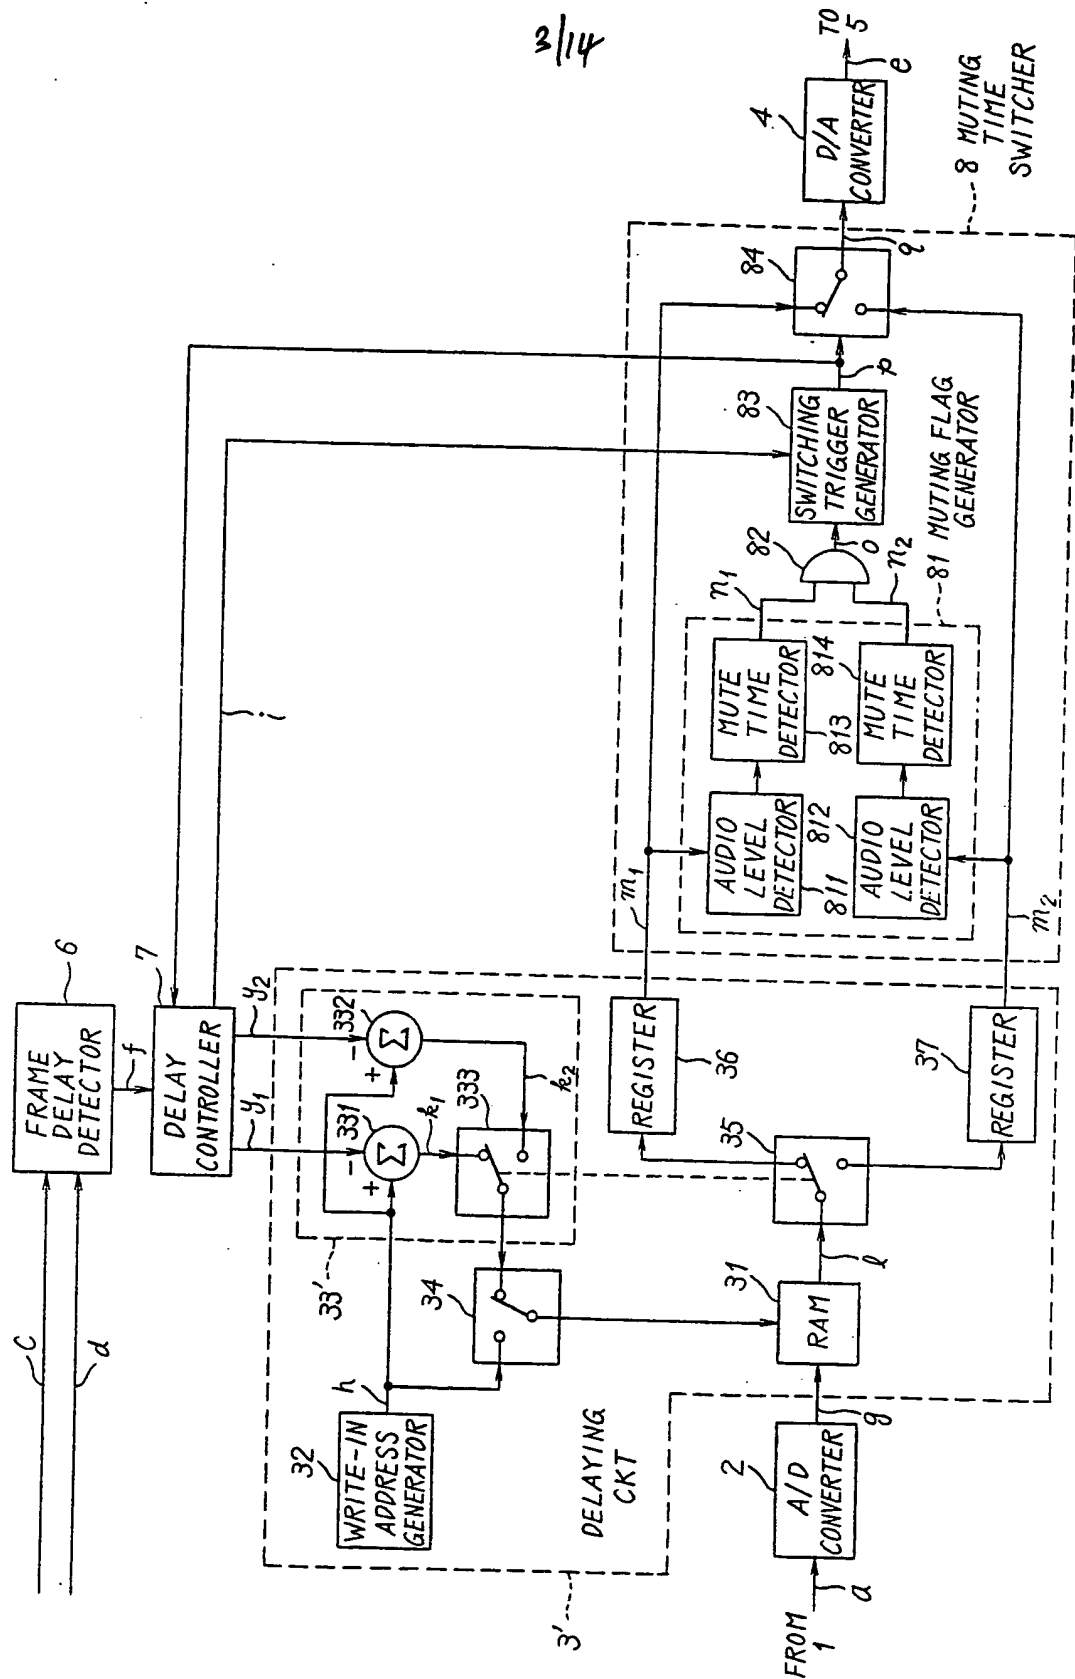 3/14
C
d
FRAME
DELAY
DETECTOR
6
f
DELAY
CONTROLLER
7
i
y1
y2
331
332
Σ
Σ
+
-
+
-
k1
k2
333
33'
34
h
32
WRITE-IN
ADDRESS
GENERATOR
DELAYING
CKT
3'
FROM
1
a
2
A/D
CONVERTER
g
31
RAM
l
35
REGISTER
36
REGISTER
37
m1
m2
AUDIO
LEVEL
DETECTOR
811
AUDIO
LEVEL
DETECTOR
812
MUTE
TIME
DETECTOR
813
MUTE
TIME
DETECTOR
814
n1
n2
81 MUTING FLAG
GENERATOR
82
o
SWITCHING
TRIGGER
GENERATOR
83
p
84
q
8 MUTING
TIME
SWITCHER
4
D/A
CONVERTER
e
TO
5